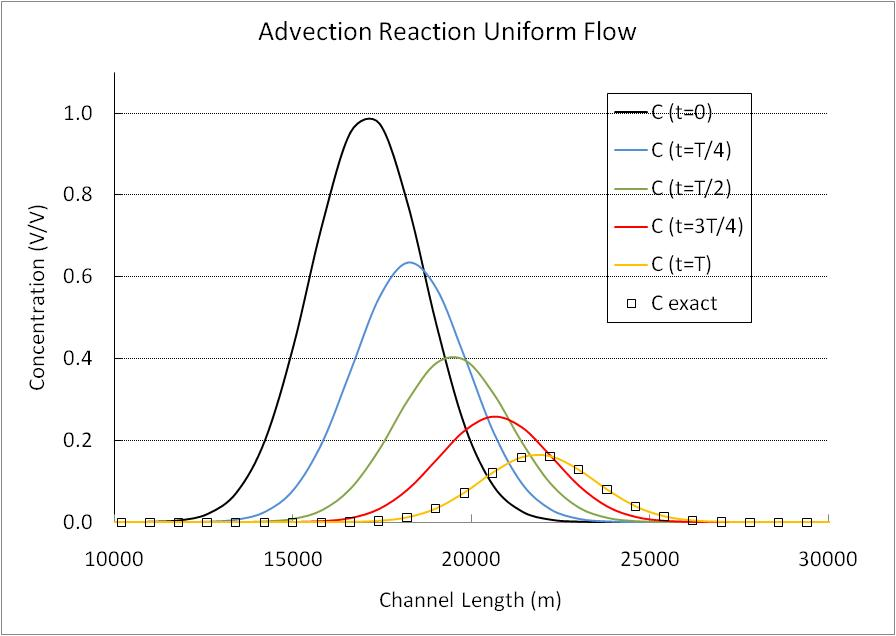 Advection Reaction Uniform Flow
Concentration (V/V)
1.0
0.8
0.6
0.4
0.2
0.0
C (t=0)
C (t=T/4)
C (t=T/2)
C (t=3T/4)
C (t=T)
C exact
10000 15000 20000 25000 30000
Channel Length (m)